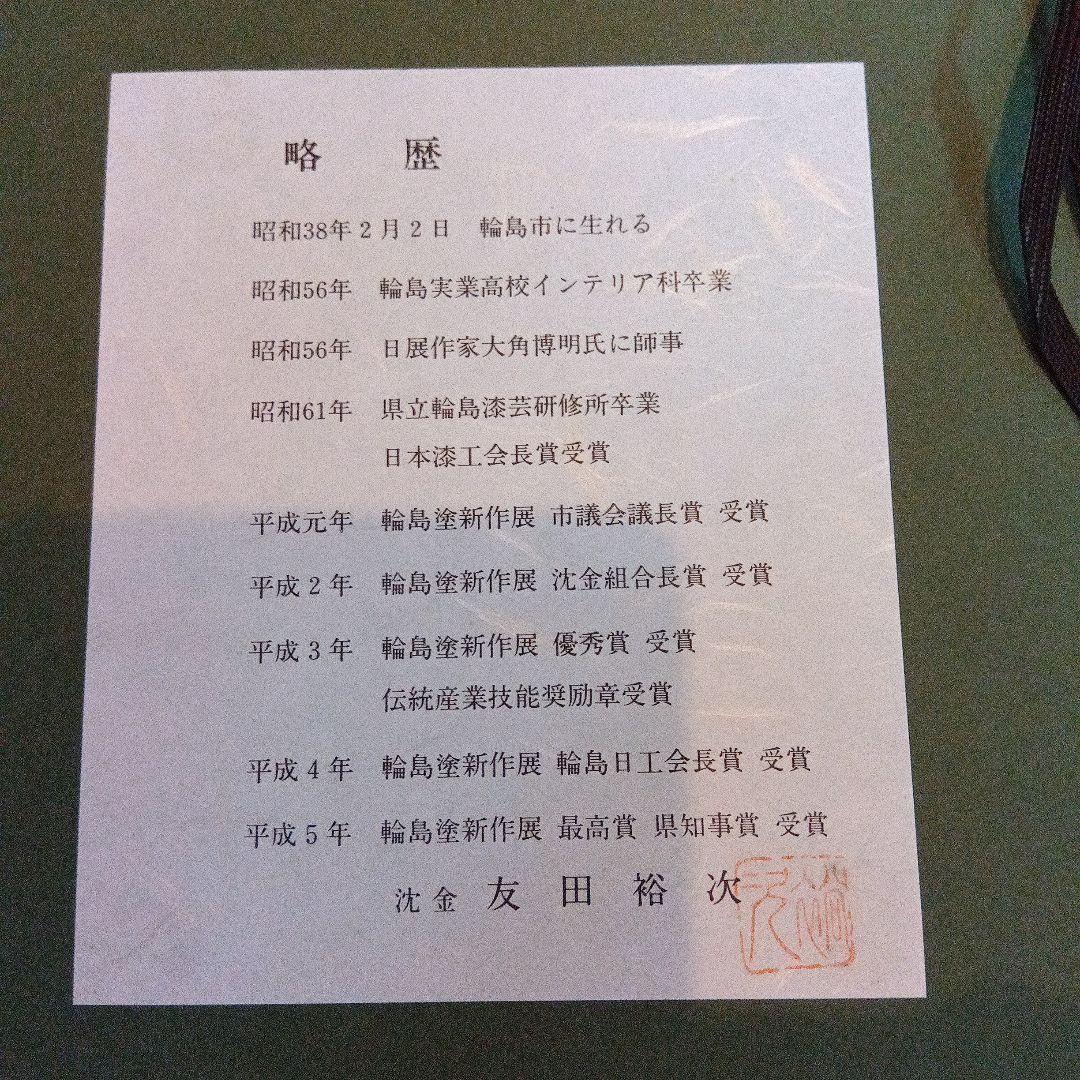 略　歴
昭和38年2月2日　輪島市に生れる
昭和56年　輪島実業高校インテリア科卒業
昭和56年　日展作家大角博明氏に師事
昭和61年　県立輪島漆芸研修所卒業
日本漆工会長賞受賞
平成元年　輪島塗新作展 市議会議長賞 受賞
平成2年　輪島塗新作展 沈金組合長賞 受賞
平成3年　輪島塗新作展 優秀賞 受賞
伝統産業技能奨励章受賞
平成4年　輪島塗新作展 輪島日工会長賞 受賞
平成5年　輪島塗新作展 最高賞 県知事賞 受賞
沈金 友田裕次